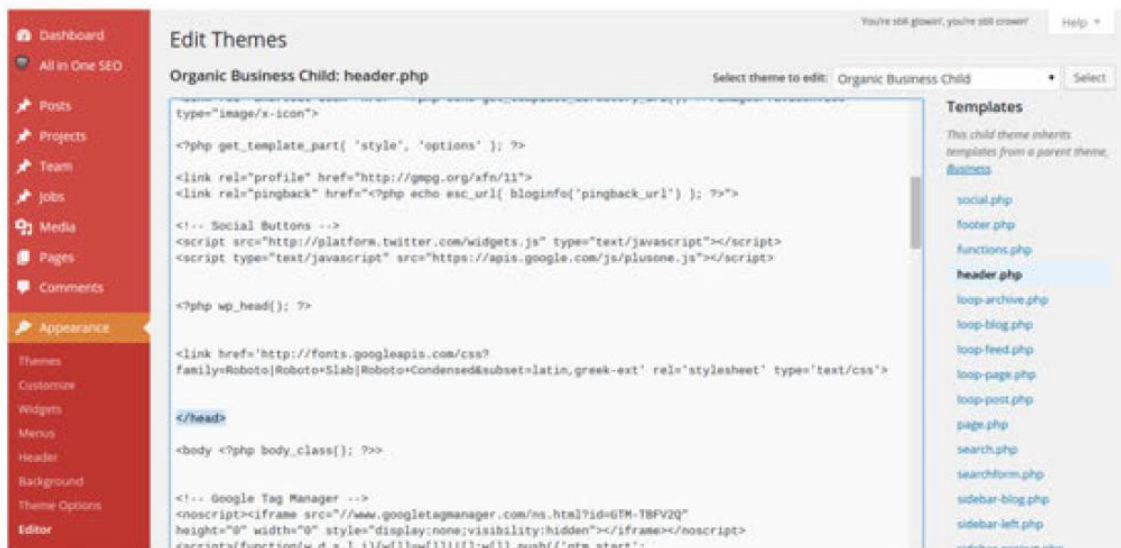 You're still glowin', you're still crowin'
Help
Dashboard
All in One SEO
Posts
Projects
Team
Jobs
Media
Pages
Comments
Appearance
Themes
Customize
Widgets
Menus
Header
Background
Theme Options
Editor
Edit Themes
Organic Business Child: header.php
Select theme to edit: Organic Business Child Select
type="image/x-icon">
<?php get_template_part( 'style', 'options' ); ?>
<link rel="profile" href="http://gmpg.org/xfn/11">
<link rel="pingback" href="<?php echo esc_url( bloginfo('pingback_url') ); ?>">
<!-- Social Buttons -->
<script src="http://platform.twitter.com/widgets.js" type="text/javascript"></script>
<script type="text/javascript" src="https://apis.google.com/js/plusone.js"></script>
<?php wp_head(); ?>
<link href='http://fonts.googleapis.com/css?
family=Roboto|Roboto+Slab|Roboto+Condensed&subset=latin,greek-ext' rel='stylesheet' type='text/css'>
</head>
<body <?php body_class(); ?>>
<!-- Google Tag Manager -->
<noscript><iframe src="//www.googletagmanager.com/ns.html?id=GTM-TBFV2Q"
height="0" width="0" style="display:none;visibility:hidden"></iframe></noscript>
Templates
This child theme inherits
templates from a parent theme,
Business.
social.php
footer.php
functions.php
header.php
loop-archive.php
loop-blog.php
loop-feed.php
loop-page.php
loop-post.php
page.php
search.php
searchform.php
sidebar-blog.php
sidebar-left.php